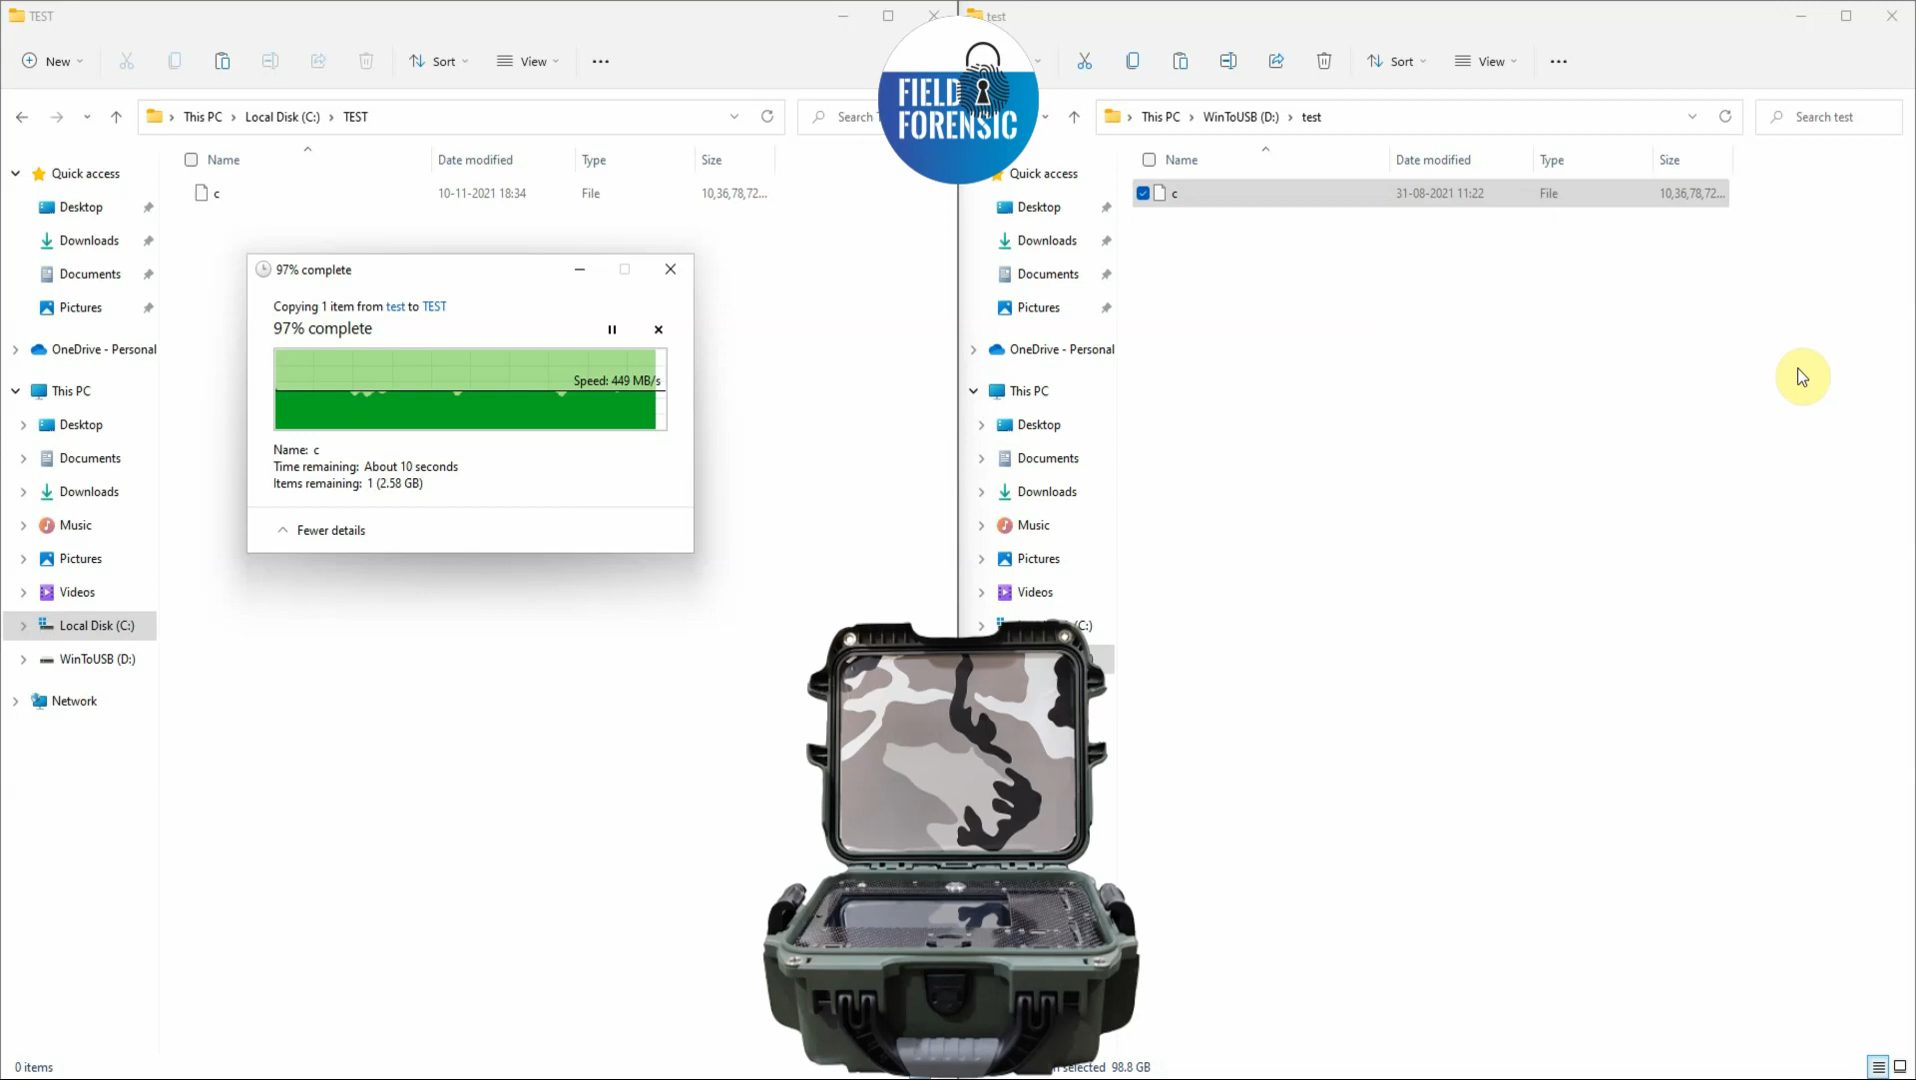 TEST
New
Sort
View
This PC
Local Disk (C:)
TEST
Search
Name
Date modified
Type
Size
c
10-11-2021 18:34
File
10,36,78,72...
Quick access
Desktop
Downloads
Documents
Pictures
OneDrive - Personal
This PC
Desktop
Documents
Downloads
Music
Pictures
Videos
Local Disk (C:)
WinToUSB (D:)
Network
0 items
97% complete
Copying 1 item from test to TEST
97% complete
Speed: 449 MB/s
Name: c
Time remaining: About 10 seconds
Items remaining: 1 (2.58 GB)
Fewer details
FIELD
FORENSIC
test
Sort
View
This PC
WinToUSB (D:)
test
Search test
Name
Date modified
Type
Size
c
31-08-2021 11:22
File
10,36,78,72...
Quick access
Desktop
Downloads
Documents
Pictures
OneDrive - Personal
This PC
Desktop
Documents
Downloads
Music
Pictures
Videos
(C:)
selected 98.8 GB